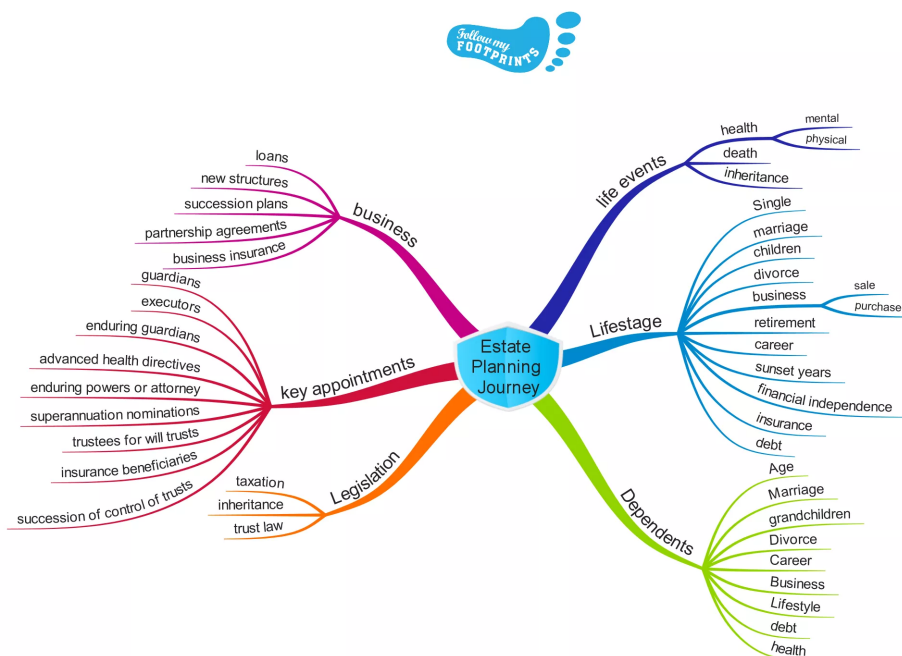 Follow my
FOOTPRINTS
Estate
Planning
Journey
life events
health
mental
physical
death
inheritance
Lifestage
Single
marriage
children
divorce
business
sale
purchase
retirement
career
sunset years
financial independence
insurance
debt
Dependents
Age
Marriage
grandchildren
Divorce
Career
Business
Lifestyle
debt
health
business
loans
new structures
succession plans
partnership agreements
business insurance
key appointments
guardians
executors
enduring guardians
advanced health directives
enduring powers or attorney
superannuation nominations
trustees for will trusts
insurance beneficiaries
succession of control of trusts
Legislation
taxation
inheritance
trust law